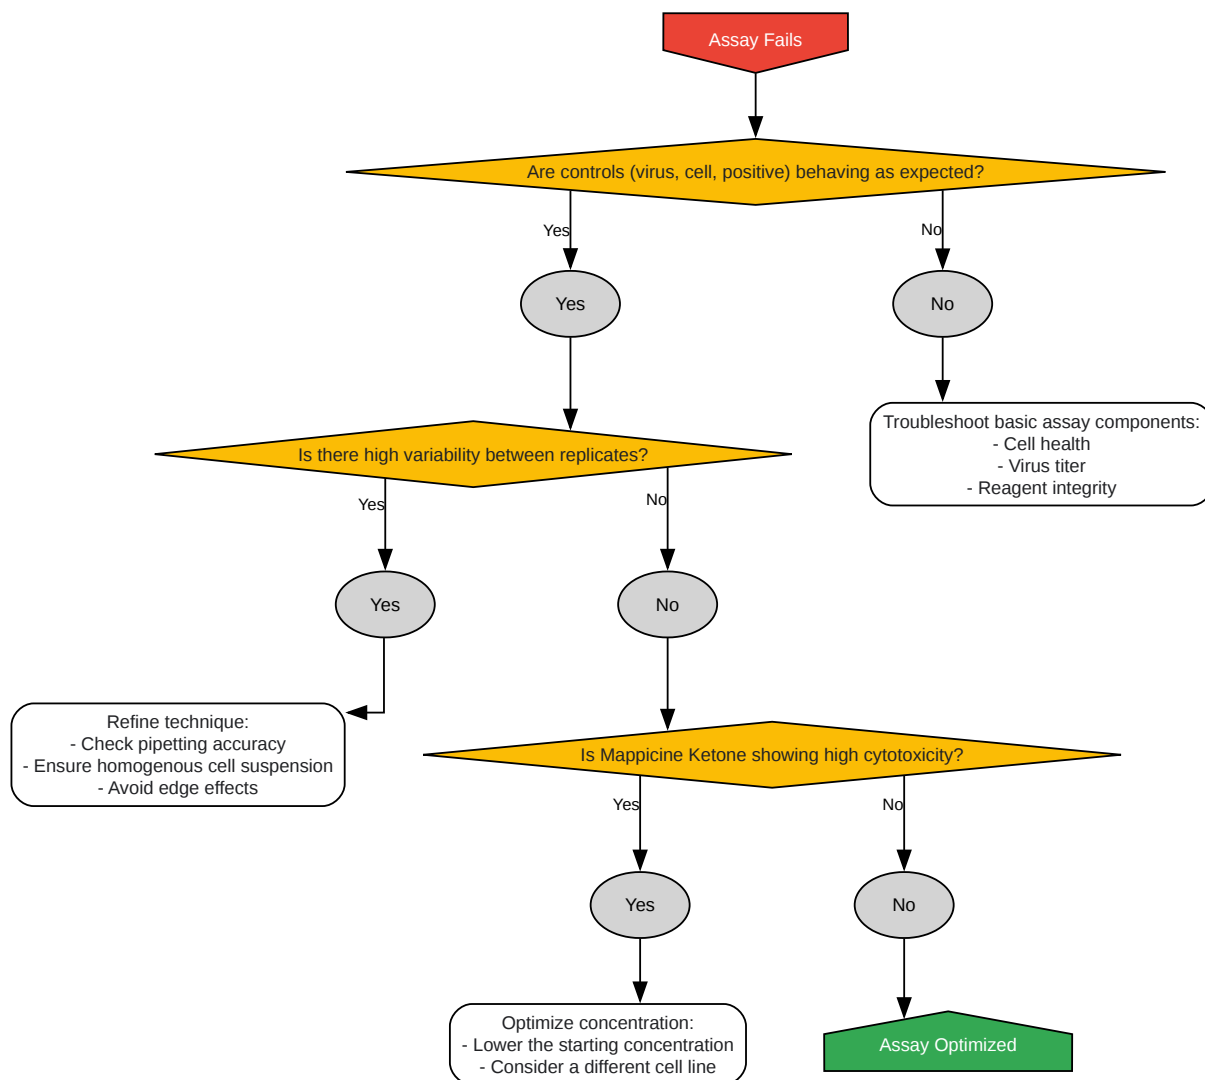 Assay Fails
Are controls (virus, cell, positive) behaving as expected?
Yes
No
Yes
No
Troubleshoot basic assay components:
- Cell health
- Virus titer
- Reagent integrity
Is there high variability between replicates?
Yes
No
Yes
No
Refine technique:
- Check pipetting accuracy
- Ensure homogenous cell suspension
- Avoid edge effects
Is Mappicine Ketone showing high cytotoxicity?
Yes
No
Yes
No
Optimize concentration:
- Lower the starting concentration
- Consider a different cell line
Assay Optimized